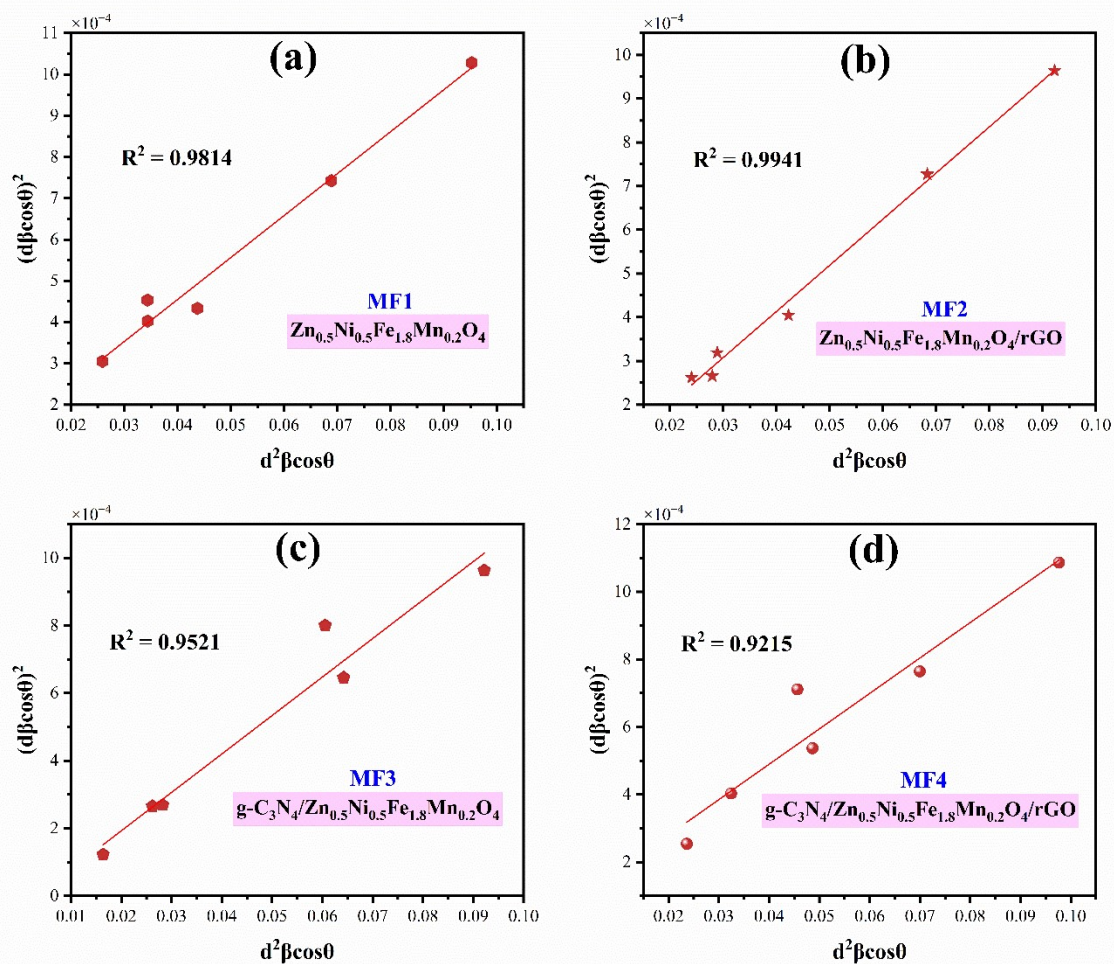 ×10⁻⁴
(a)
11
10
9
8
7
6
5
4
3
2
(dβcosθ)²
R² = 0.9814
MF1
Zn₀.₅Ni₀.₅Fe₁.₈Mn₀.₂O₄
0.02 0.03 0.04 0.05 0.06 0.07 0.08 0.09 0.10
d²βcosθ
×10⁻⁴
(b)
10
9
8
7
6
5
4
3
2
(dβcosθ)²
R² = 0.9941
MF2
Zn₀.₅Ni₀.₅Fe₁.₈Mn₀.₂O₄/rGO
0.02 0.03 0.04 0.05 0.06 0.07 0.08 0.09 0.10
d²βcosθ
×10⁻⁴
(c)
10
8
6
4
2
0
(dβcosθ)²
R² = 0.9521
MF3
g-C₃N₄/Zn₀.₅Ni₀.₅Fe₁.₈Mn₀.₂O₄
0.01 0.02 0.03 0.04 0.05 0.06 0.07 0.08 0.09 0.10
d²βcosθ
×10⁻⁴
(d)
12
10
8
6
4
2
(dβcosθ)²
R² = 0.9215
MF4
g-C₃N₄/Zn₀.₅Ni₀.₅Fe₁.₈Mn₀.₂O₄/rGO
0.02 0.03 0.04 0.05 0.06 0.07 0.08 0.09 0.10
d²βcosθ